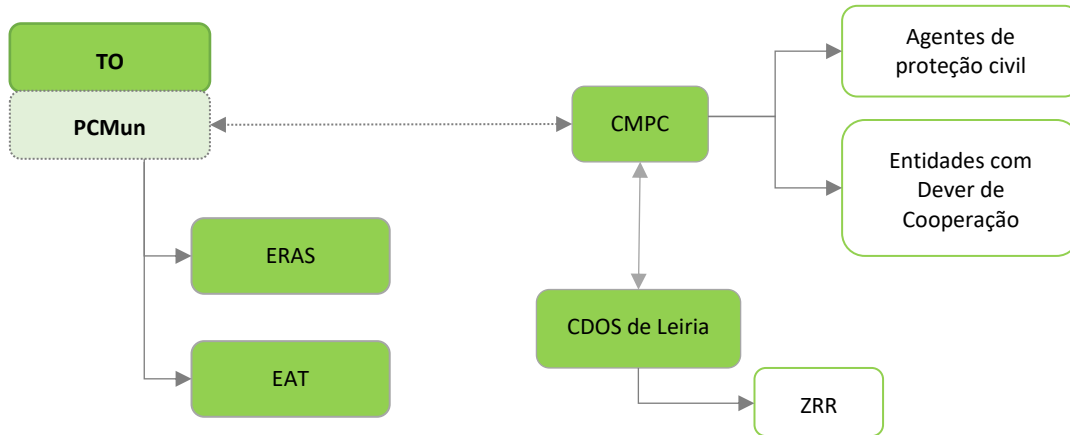 TO
PCMun
ERAS
EAT
CMPC
CDOS de Leiria
ZRR
Agentes de
proteção civil
Entidades com
Dever de
Cooperação